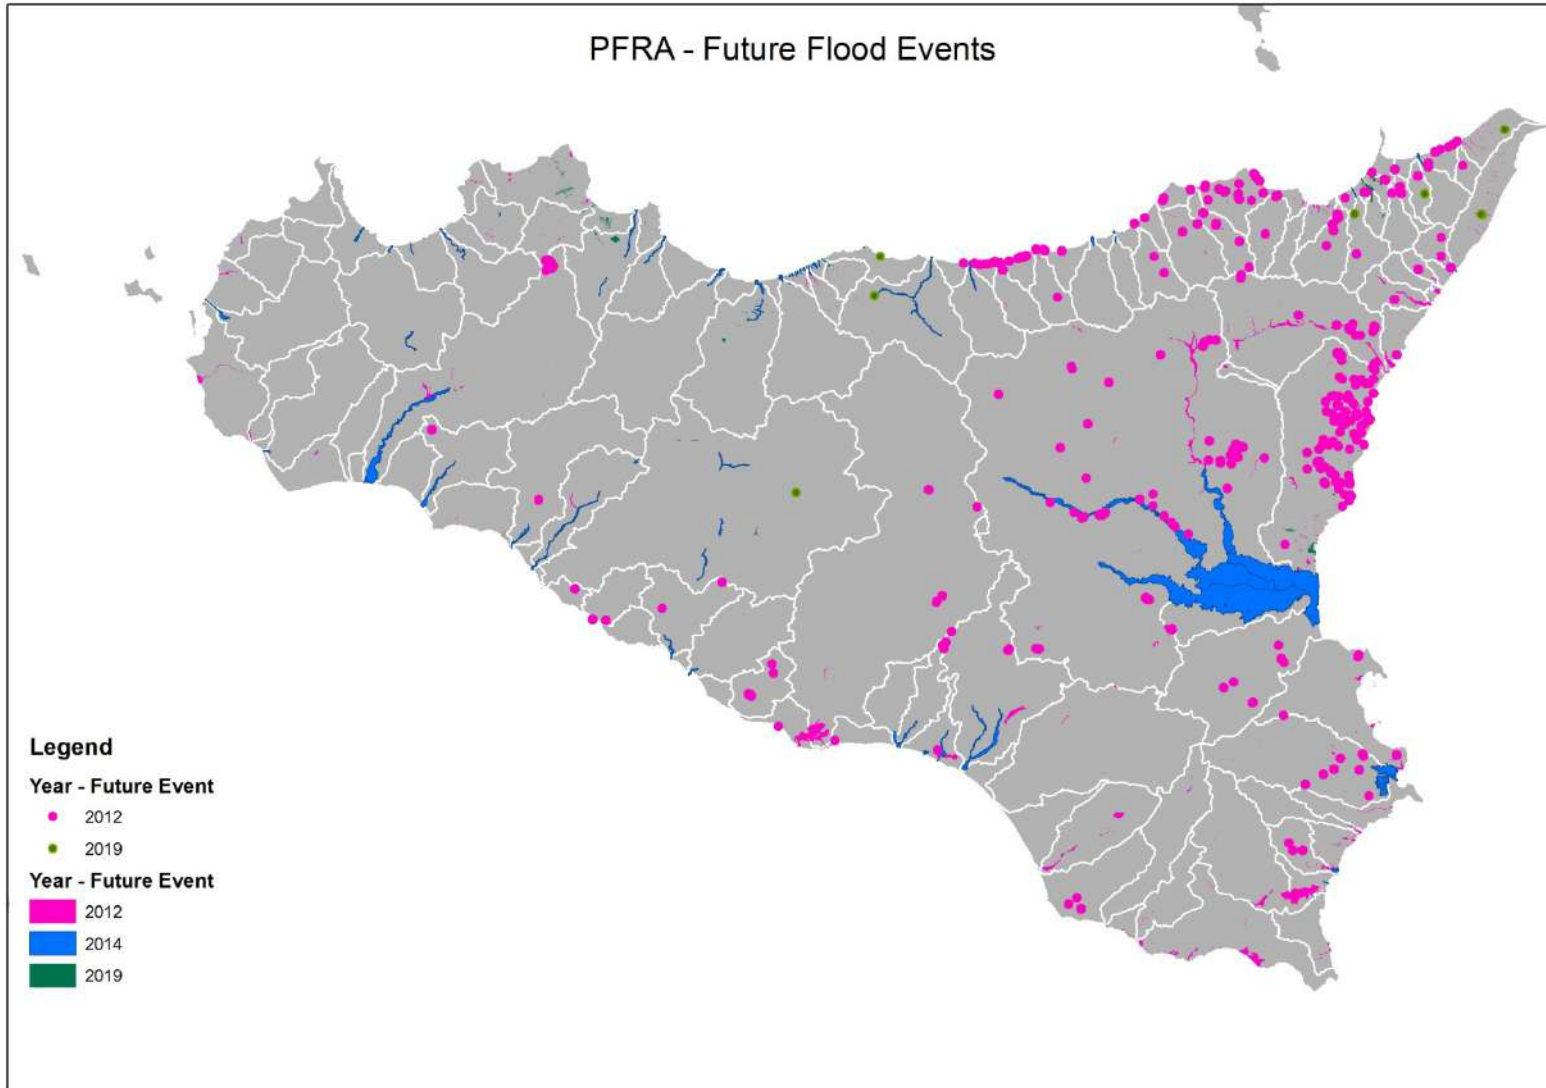 PFRA - Future Flood Events
Legend
Year - Future Event
2012
2019
Year - Future Event
2012
2014
2019